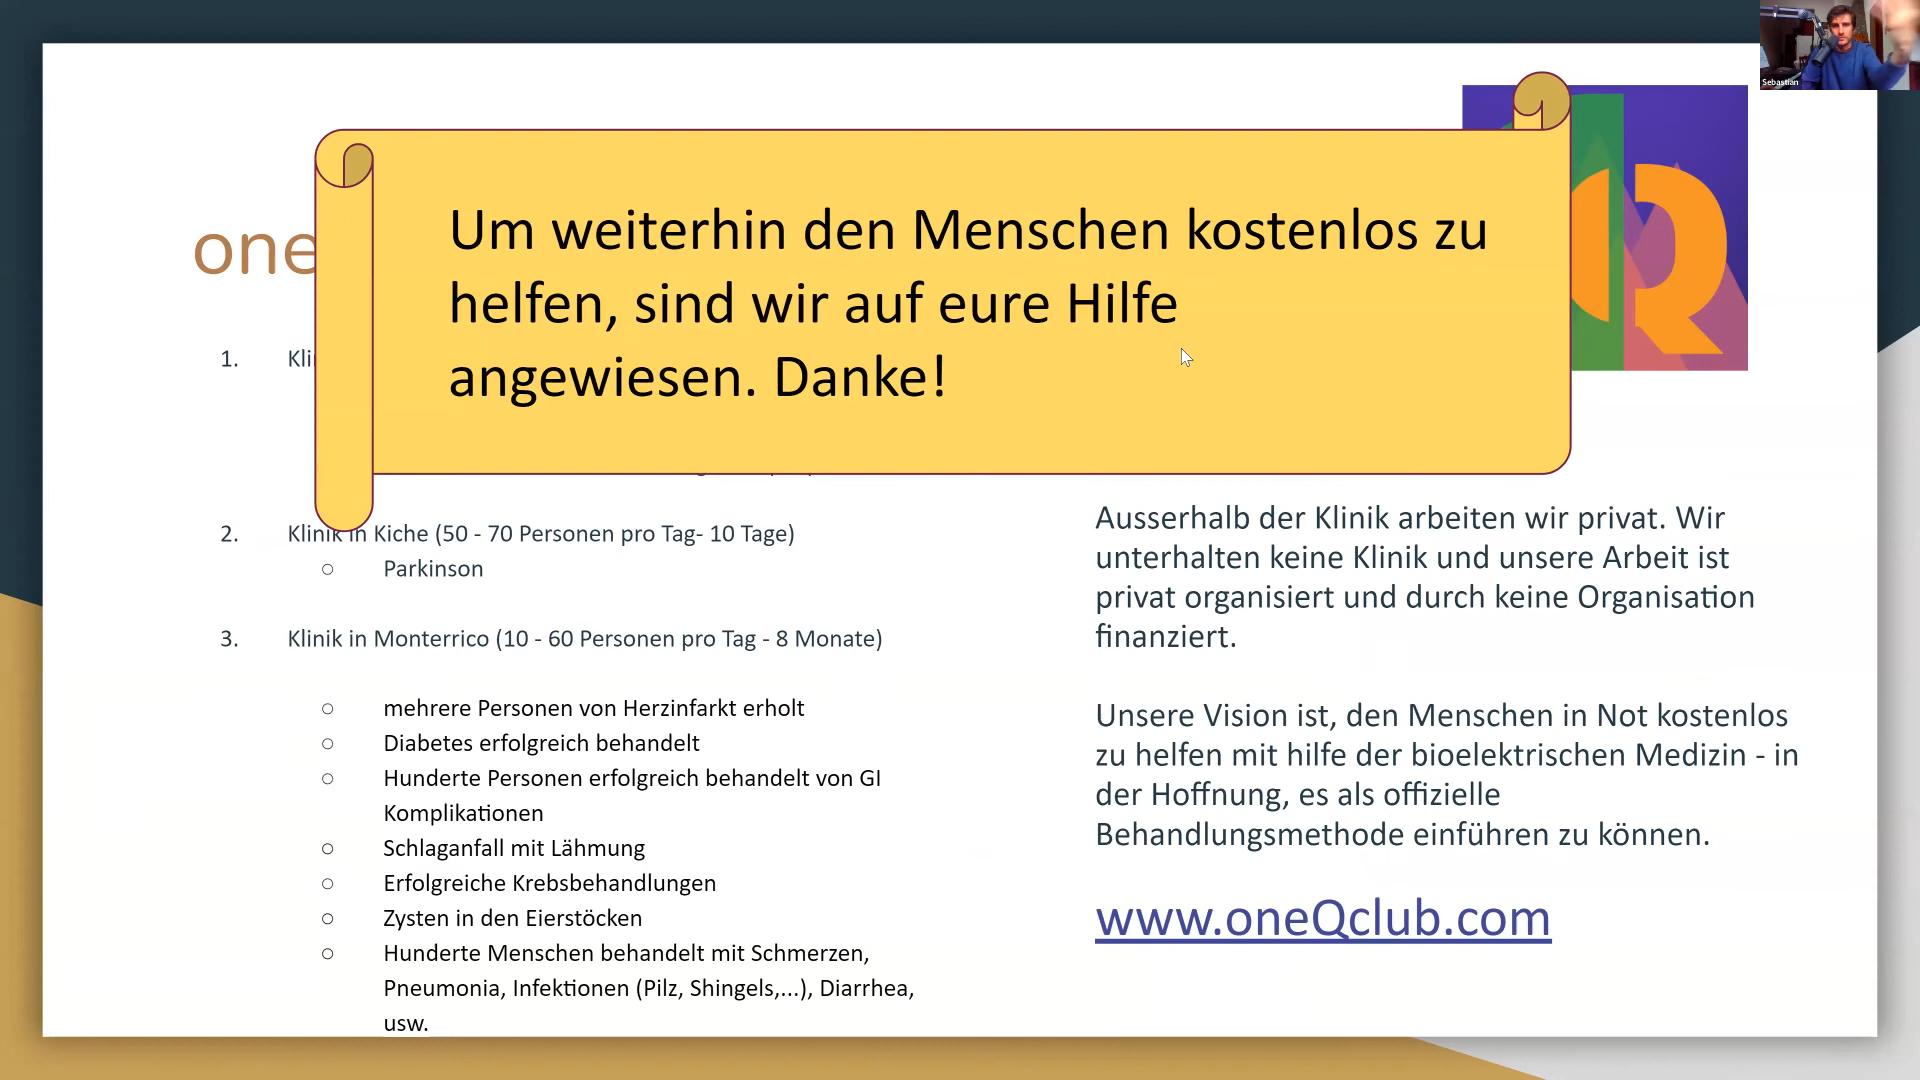 Sebastian
Um weiterhin den Menschen kostenlos zu
helfen, sind wir auf eure Hilfe
angewiesen. Danke!
one
Q
1. Kli
2. Klinik in Kiche (50 - 70 Personen pro Tag- 10 Tage)
○ Parkinson
3. Klinik in Monterrico (10 - 60 Personen pro Tag - 8 Monate)
○ mehrere Personen von Herzinfarkt erholt
○ Diabetes erfolgreich behandelt
○ Hunderte Personen erfolgreich behandelt von GI
Komplikationen
○ Schlaganfall mit Lähmung
○ Erfolgreiche Krebsbehandlungen
○ Zysten in den Eierstöcken
○ Hunderte Menschen behandelt mit Schmerzen,
Pneumonia, Infektionen (Pilz, Shingels,...), Diarrhea,
usw.
Ausserhalb der Klinik arbeiten wir privat. Wir
unterhalten keine Klinik und unsere Arbeit ist
privat organisiert und durch keine Organisation
finanziert.
Unsere Vision ist, den Menschen in Not kostenlos
zu helfen mit hilfe der bioelektrischen Medizin - in
der Hoffnung, es als offizielle
Behandlungsmethode einführen zu können.
www.oneQclub.com